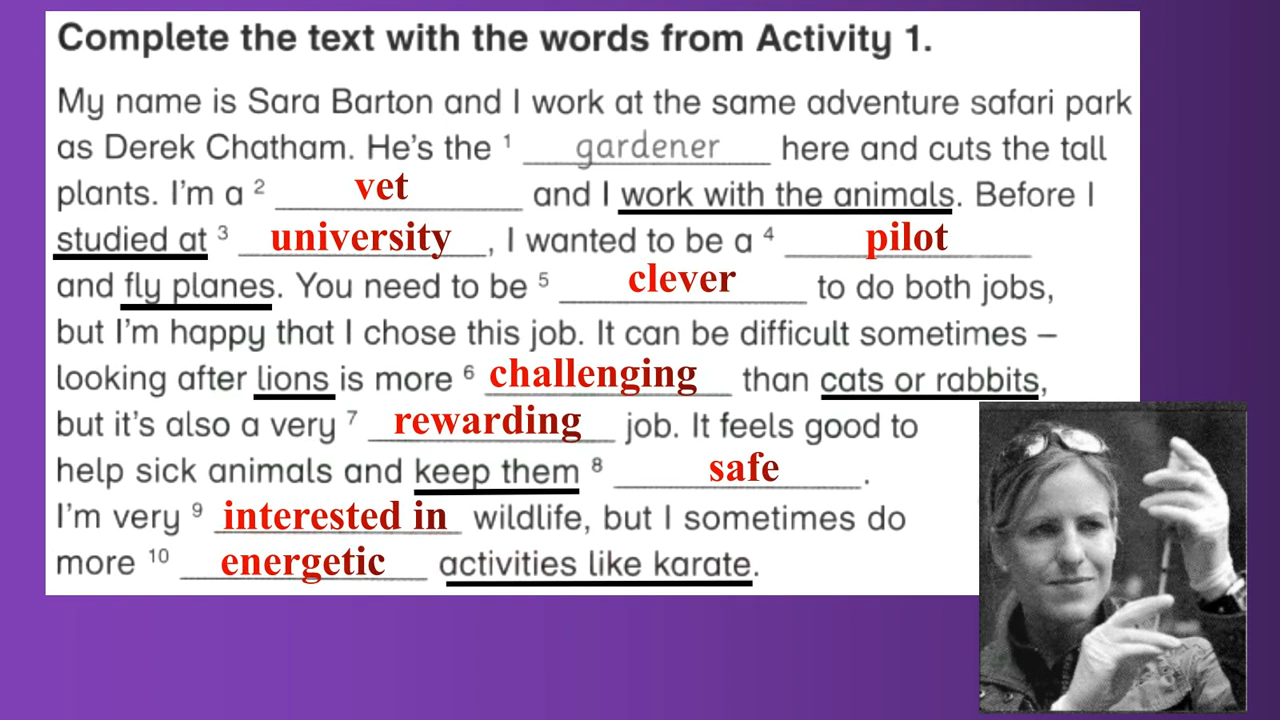 Complete the text with the words from Activity 1.
My name is Sara Barton and I work at the same adventure safari park
as Derek Chatham. He's the 1 gardener here and cuts the tall
plants. I'm a 2 vet and I work with the animals. Before I
studied at 3 university, I wanted to be a 4 pilot
and fly planes. You need to be 5 clever to do both jobs,
but I'm happy that I chose this job. It can be difficult sometimes –
looking after lions is more 6 challenging than cats or rabbits,
but it's also a very 7 rewarding job. It feels good to
help sick animals and keep them 8 safe.
I'm very 9 interested in wildlife, but I sometimes do
more 10 energetic activities like karate.